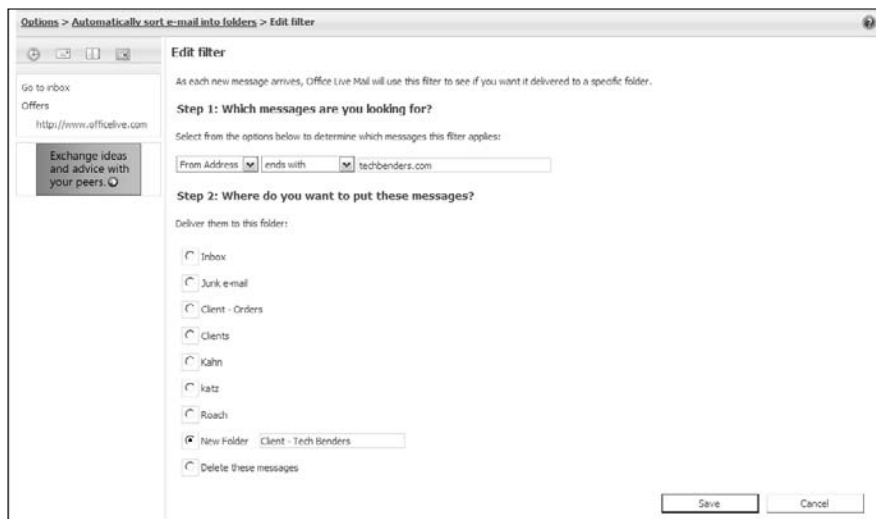 Options > Automatically sort e-mail into folders > Edit filter
Go to inbox
Offers
http://www.officelive.com
Exchange ideas
and advice with
your peers.
Edit filter
As each new message arrives, Office Live Mail will use this filter to see if you want it delivered to a specific folder.
Step 1: Which messages are you looking for?
Select from the options below to determine which messages this filter applies:
From Address ends with techbenders.com
Step 2: Where do you want to put these messages?
Deliver them to this folder:
Inbox
Junk e-mail
Client - Orders
Clients
Kahn
katz
Roach
New Folder Client - Tech Benders
Delete these messages
Save Cancel